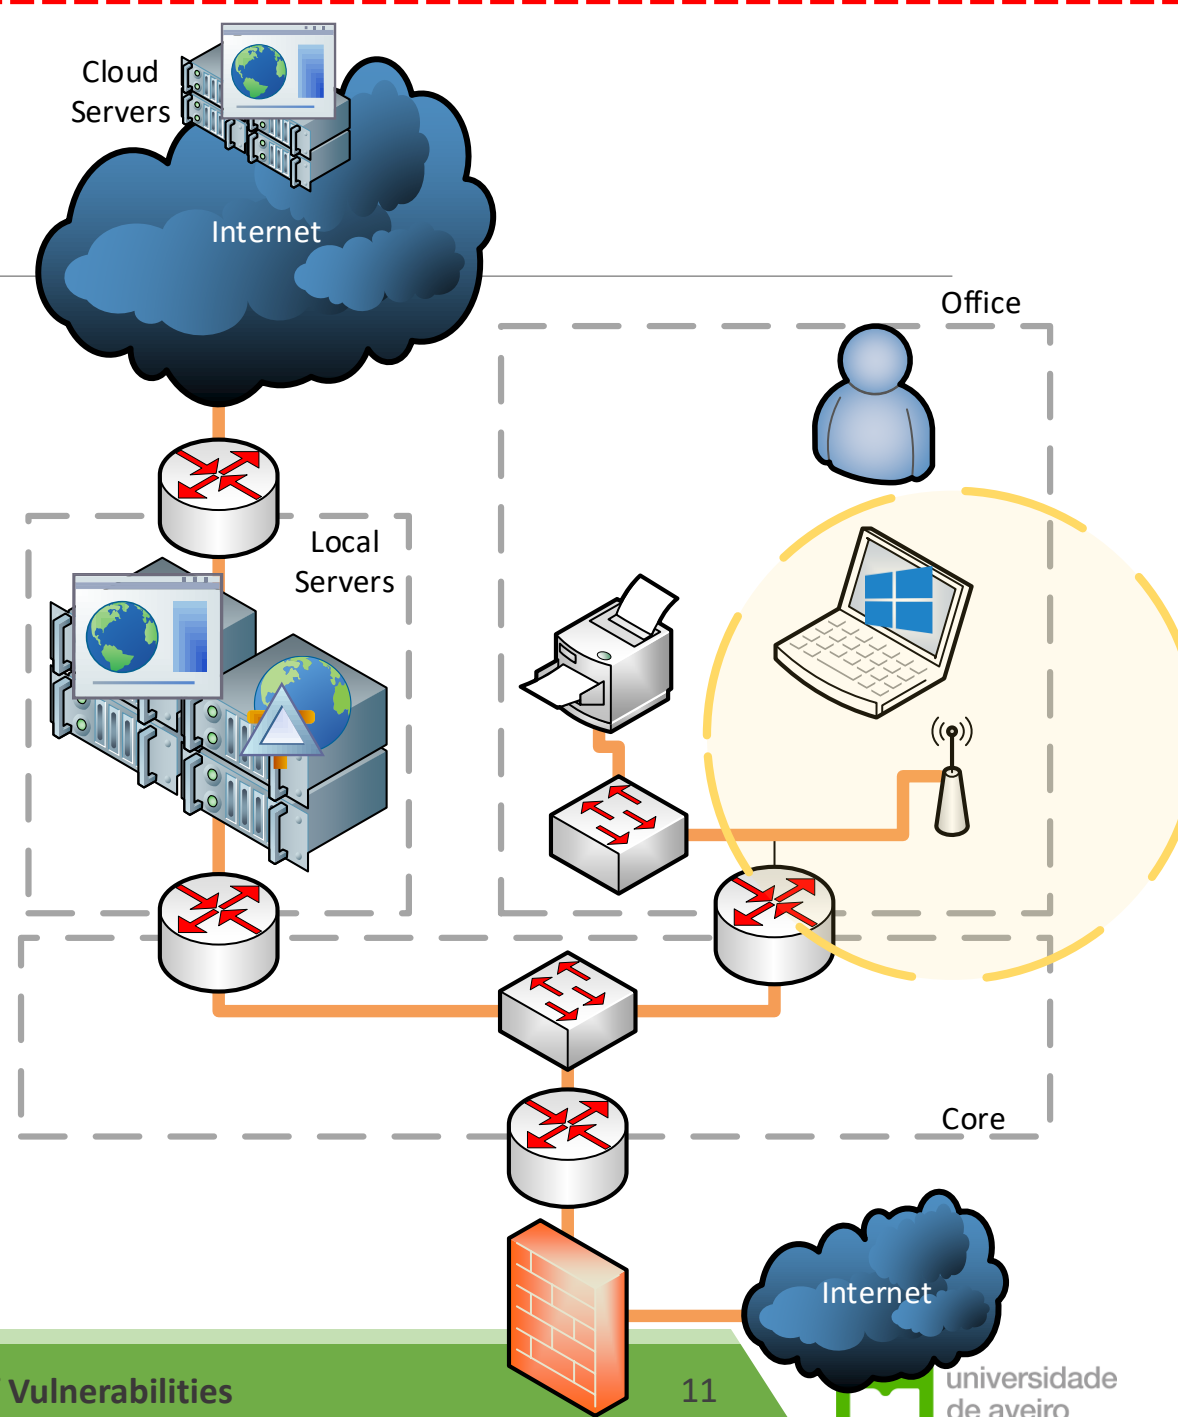 Cloud
Servers
Internet
Office
Local
Servers
Core
Internet
Vulnerabilities
11
universidade
de aveiro